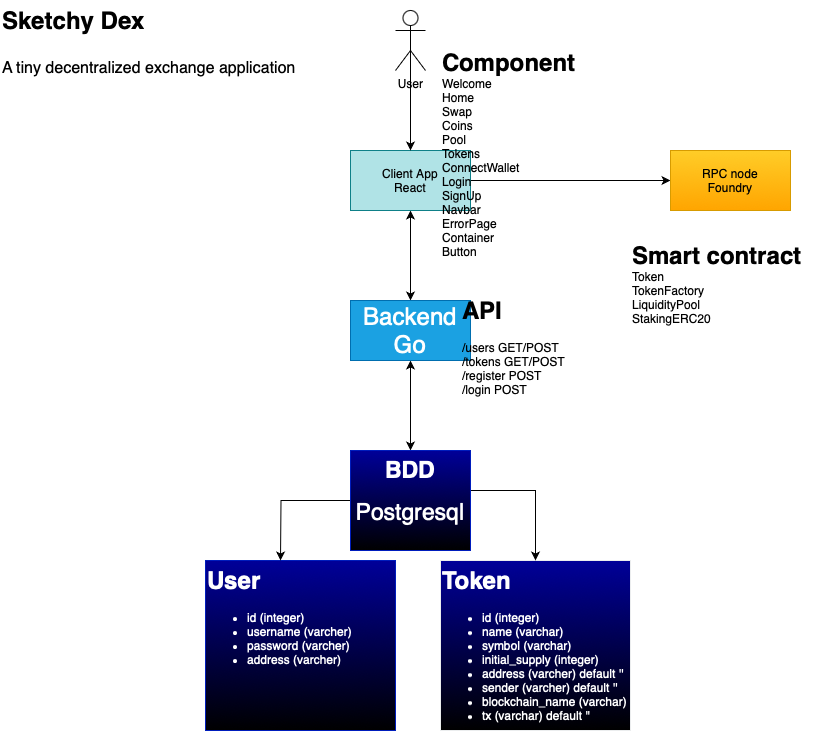 Sketchy Dex
A tiny decentralized exchange application
User
Component
Welcome
Home
Swap
Coins
Pool
Tokens
ConnectWallet
Login
SignUp
Navbar
ErrorPage
Container
Button
Client App
React
RPC node
Foundry
Smart contract
Token
TokenFactory
LiquidityPool
StakingERC20
Backend
Go
API
/users GET/POST
/tokens GET/POST
/register POST
/login POST
BDD
Postgresql
User
id (integer)
username (varcher)
password (varcher)
address (varcher)
Token
id (integer)
name (varchar)
symbol (varchar)
initial_supply (integer)
address (varcher) default "
sender (varcher) default "
blockchain_name (varchar)
tx (varchar) default "